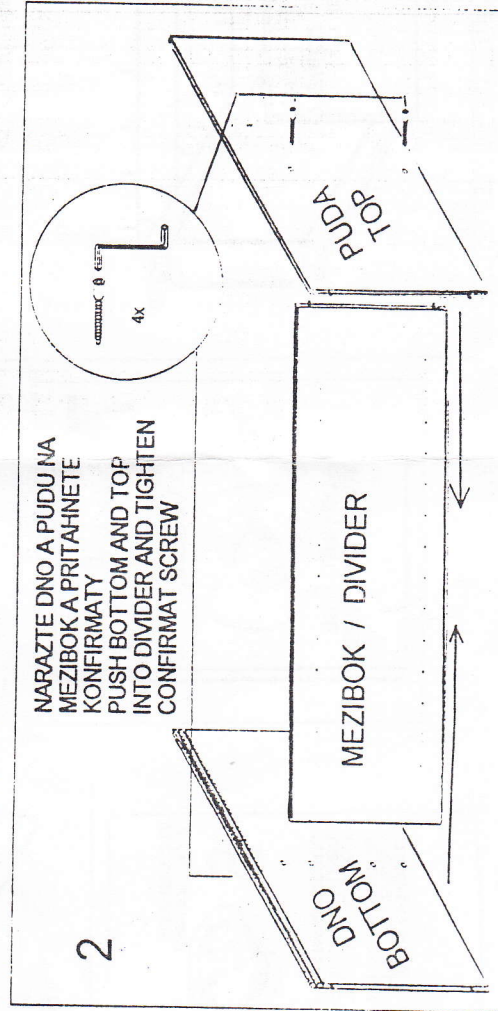 2
NARAZTE DNO A PUDU NA
MEZIBOK A PRITAHNETE
KONFIRMATY
PUSH BOTTOM AND TOP
INTO DIVIDER AND TIGHTEN
CONFIRMAT SCREW
4x
DNO
BOTTOM
MEZIBOK / DIVIDER
PUDA
TOP